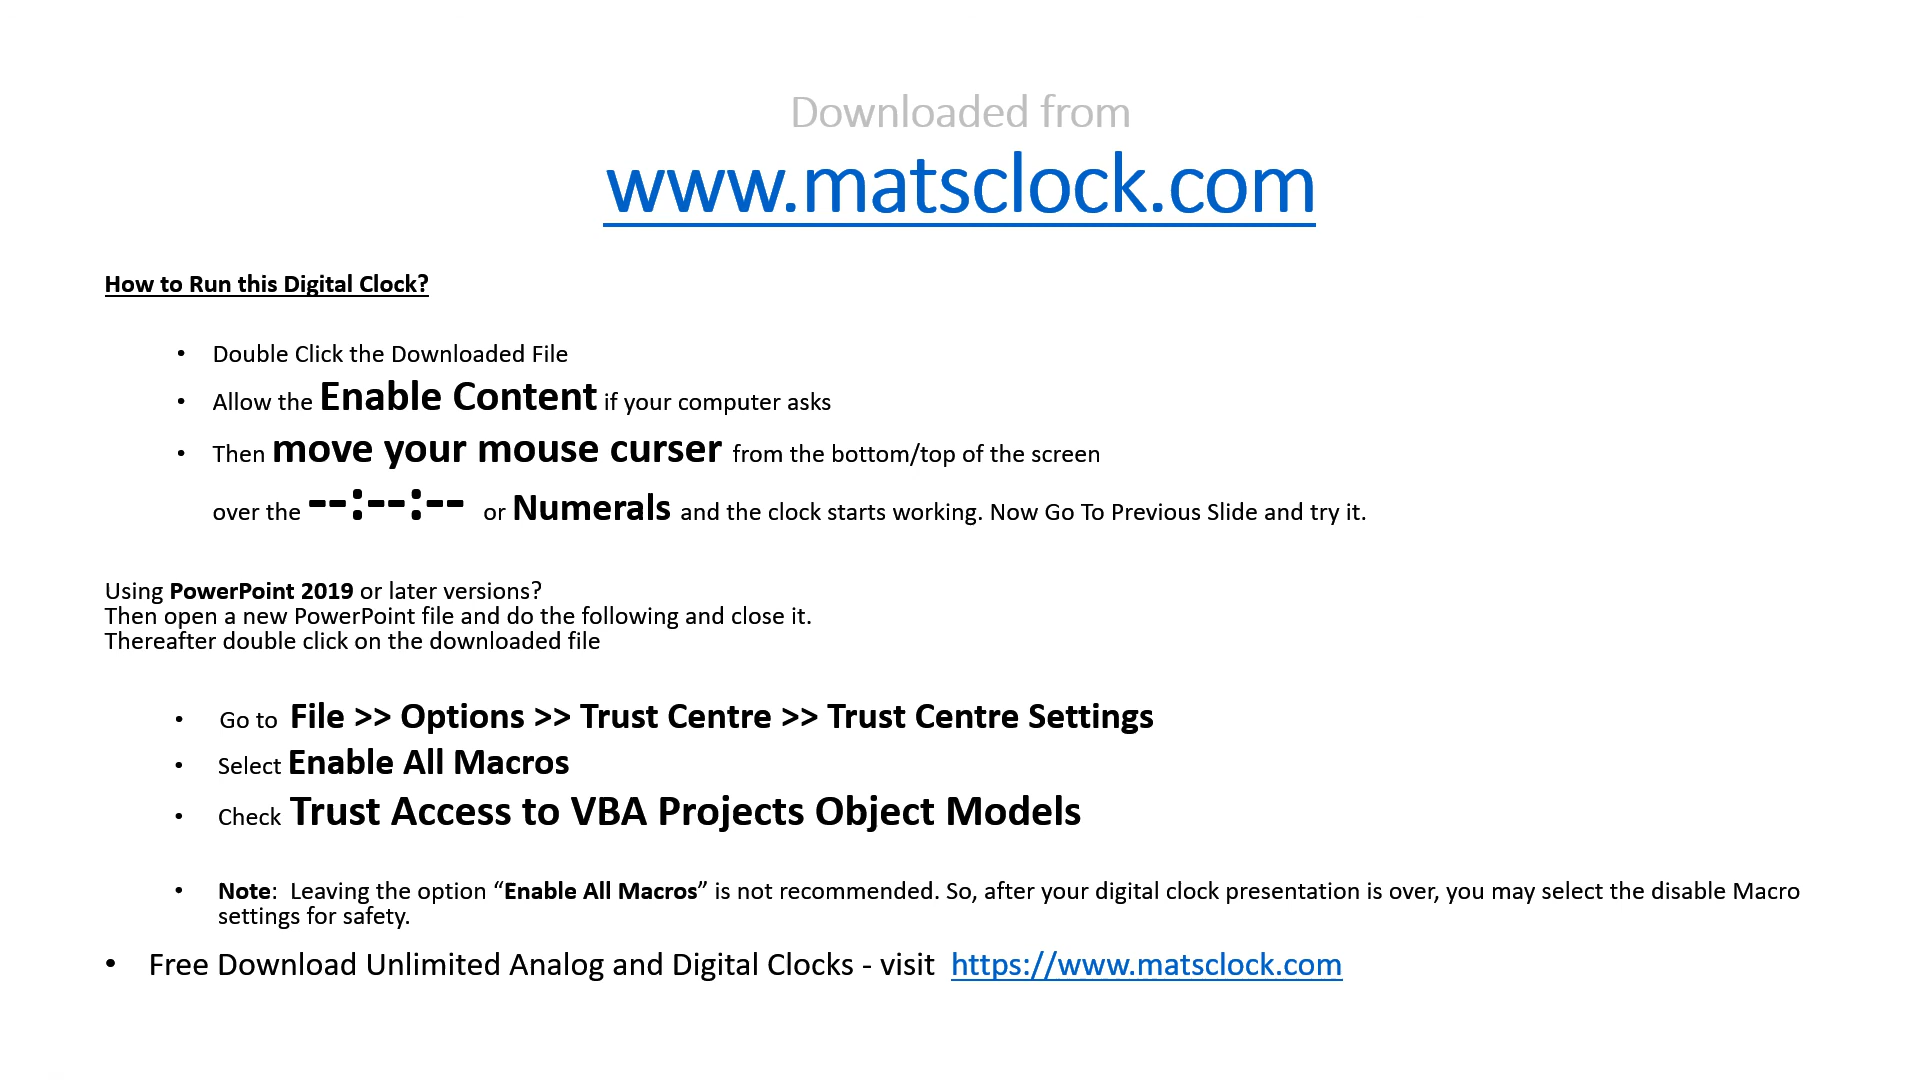 Downloaded from
www.matsclock.com
How to Run this Digital Clock?
• Double Click the Downloaded File
• Allow the Enable Content if your computer asks
• Then move your mouse curser from the bottom/top of the screen
over the --:--:-- or Numerals and the clock starts working. Now Go To Previous Slide and try it.
Using PowerPoint 2019 or later versions?
Then open a new PowerPoint file and do the following and close it.
Thereafter double click on the downloaded file
• Go to File >> Options >> Trust Centre >> Trust Centre Settings
• Select Enable All Macros
• Check Trust Access to VBA Projects Object Models
• Note: Leaving the option “Enable All Macros” is not recommended. So, after your digital clock presentation is over, you may select the disable Macro
settings for safety.
• Free Download Unlimited Analog and Digital Clocks - visit https://www.matsclock.com